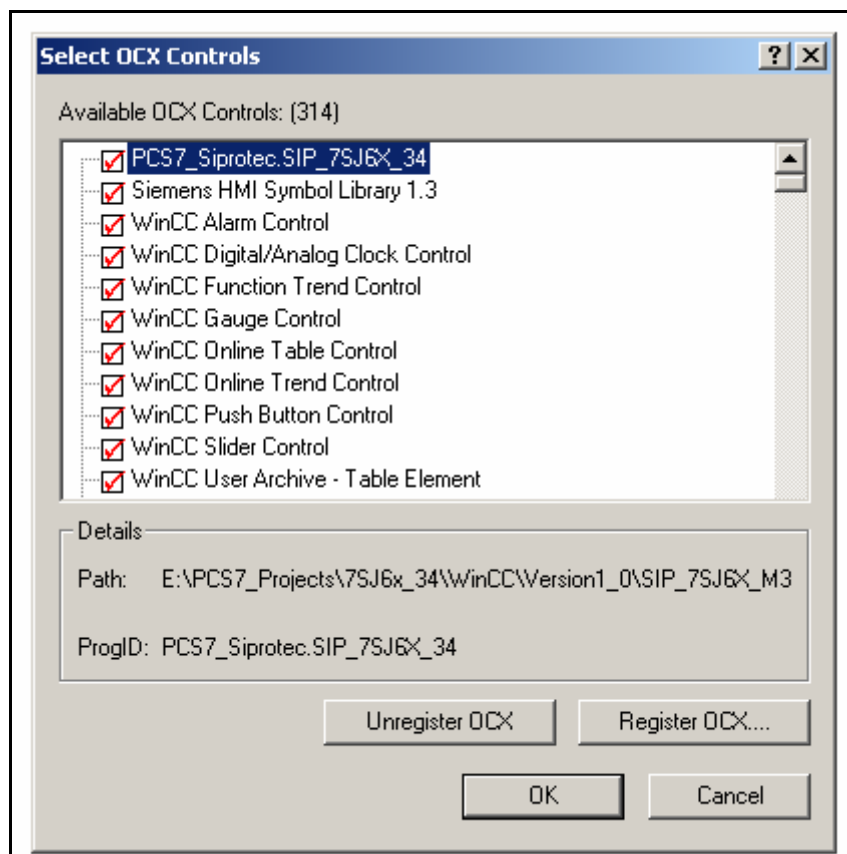 Select OCX Controls
Available OCX Controls: (314)
PCS7_Siprotec.SIP_7SJ6X_34
Siemens HMI Symbol Library 1.3
WinCC Alarm Control
WinCC Digital/Analog Clock Control
WinCC Function Trend Control
WinCC Gauge Control
WinCC Online Table Control
WinCC Online Trend Control
WinCC Push Button Control
WinCC Slider Control
WinCC User Archive - Table Element
Details
Path: E:\PCS7_Projects\7SJ6x_34\WinCC\Version1_0\SIP_7SJ6X_M3
ProgID: PCS7_Siprotec.SIP_7SJ6X_34
Unregister OCX Register OCX....
OK Cancel